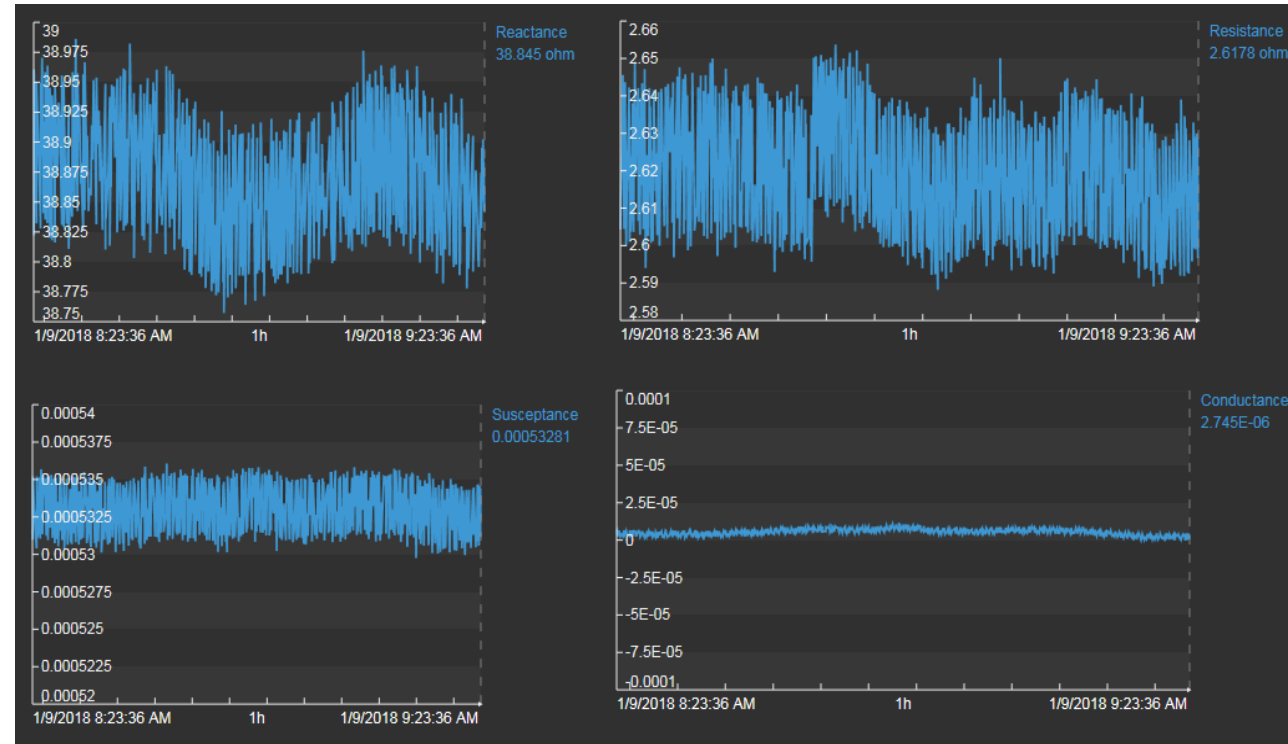 39
38.975
38.95
38.925
38.9
38.875
38.85
38.825
38.8
38.775
38.75
1/9/2018 8:23:36 AM 1h 1/9/2018 9:23:36 AM
Reactance
38.845 ohm
2.66
2.65
2.64
2.63
2.62
2.61
2.6
2.59
2.58
1/9/2018 8:23:36 AM 1h 1/9/2018 9:23:36 AM
Resistance
2.6178 ohm
0.00054
0.0005375
0.000535
0.0005325
0.00053
0.0005275
0.000525
0.0005225
0.00052
1/9/2018 8:23:36 AM 1h 1/9/2018 9:23:36 AM
Susceptance
0.00053281
0.0001
7.5E-05
5E-05
2.5E-05
0
-2.5E-05
-5E-05
-7.5E-05
-0.0001
1/9/2018 8:23:36 AM 1h 1/9/2018 9:23:36 AM
Conductance
2.745E-06